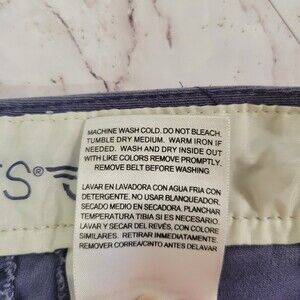 MACHINE WASH COLD. DO NOT BLEACH.
TUMBLE DRY MEDIUM. WARM IRON IF
NEEDED. WASH AND DRY INSIDE OUT
WITH LIKE COLORS REMOVE PROMPTLY.
REMOVE BELT BEFORE WASHING
LAVAR EN LAVADORA CON AGUA FRIA CON
DETERGENTE. NO USAR BLANQUEADOR.
SECADO MEDIO EN SECADORA. PLANCHAR
TEMPERATURA TIBIA SI ES NECESARIO.
LAVAR Y SECAR DEL REVÉS, CON COLORE
SIMILARES. RETIRAR IMMEDIATAMENTE.
REMOVER CORREA/CINTO ANTES DELAVAR
S®